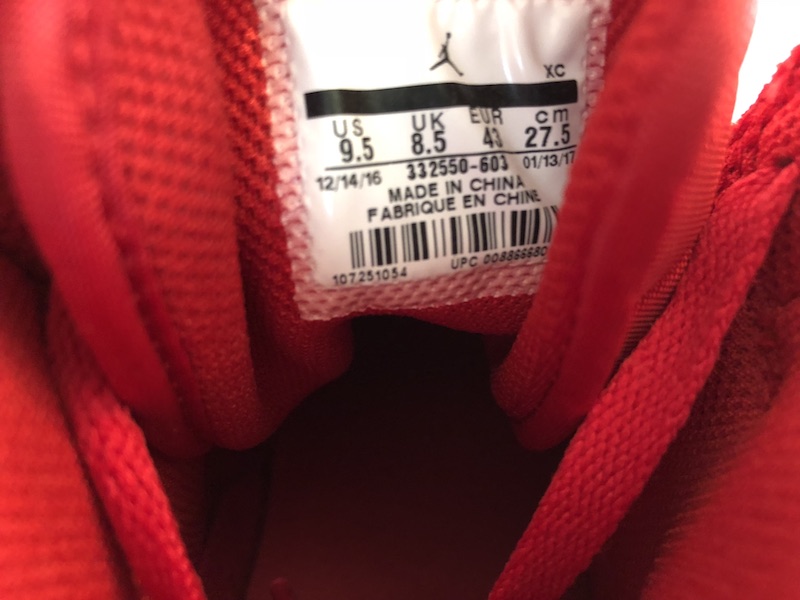 XC
US UK EUR cm
9.5 8.5 43 27.5
12/14/16 332550-603 01/13/17
MADE IN CHINA
FABRIQUE EN CHINE
107251054 UPC